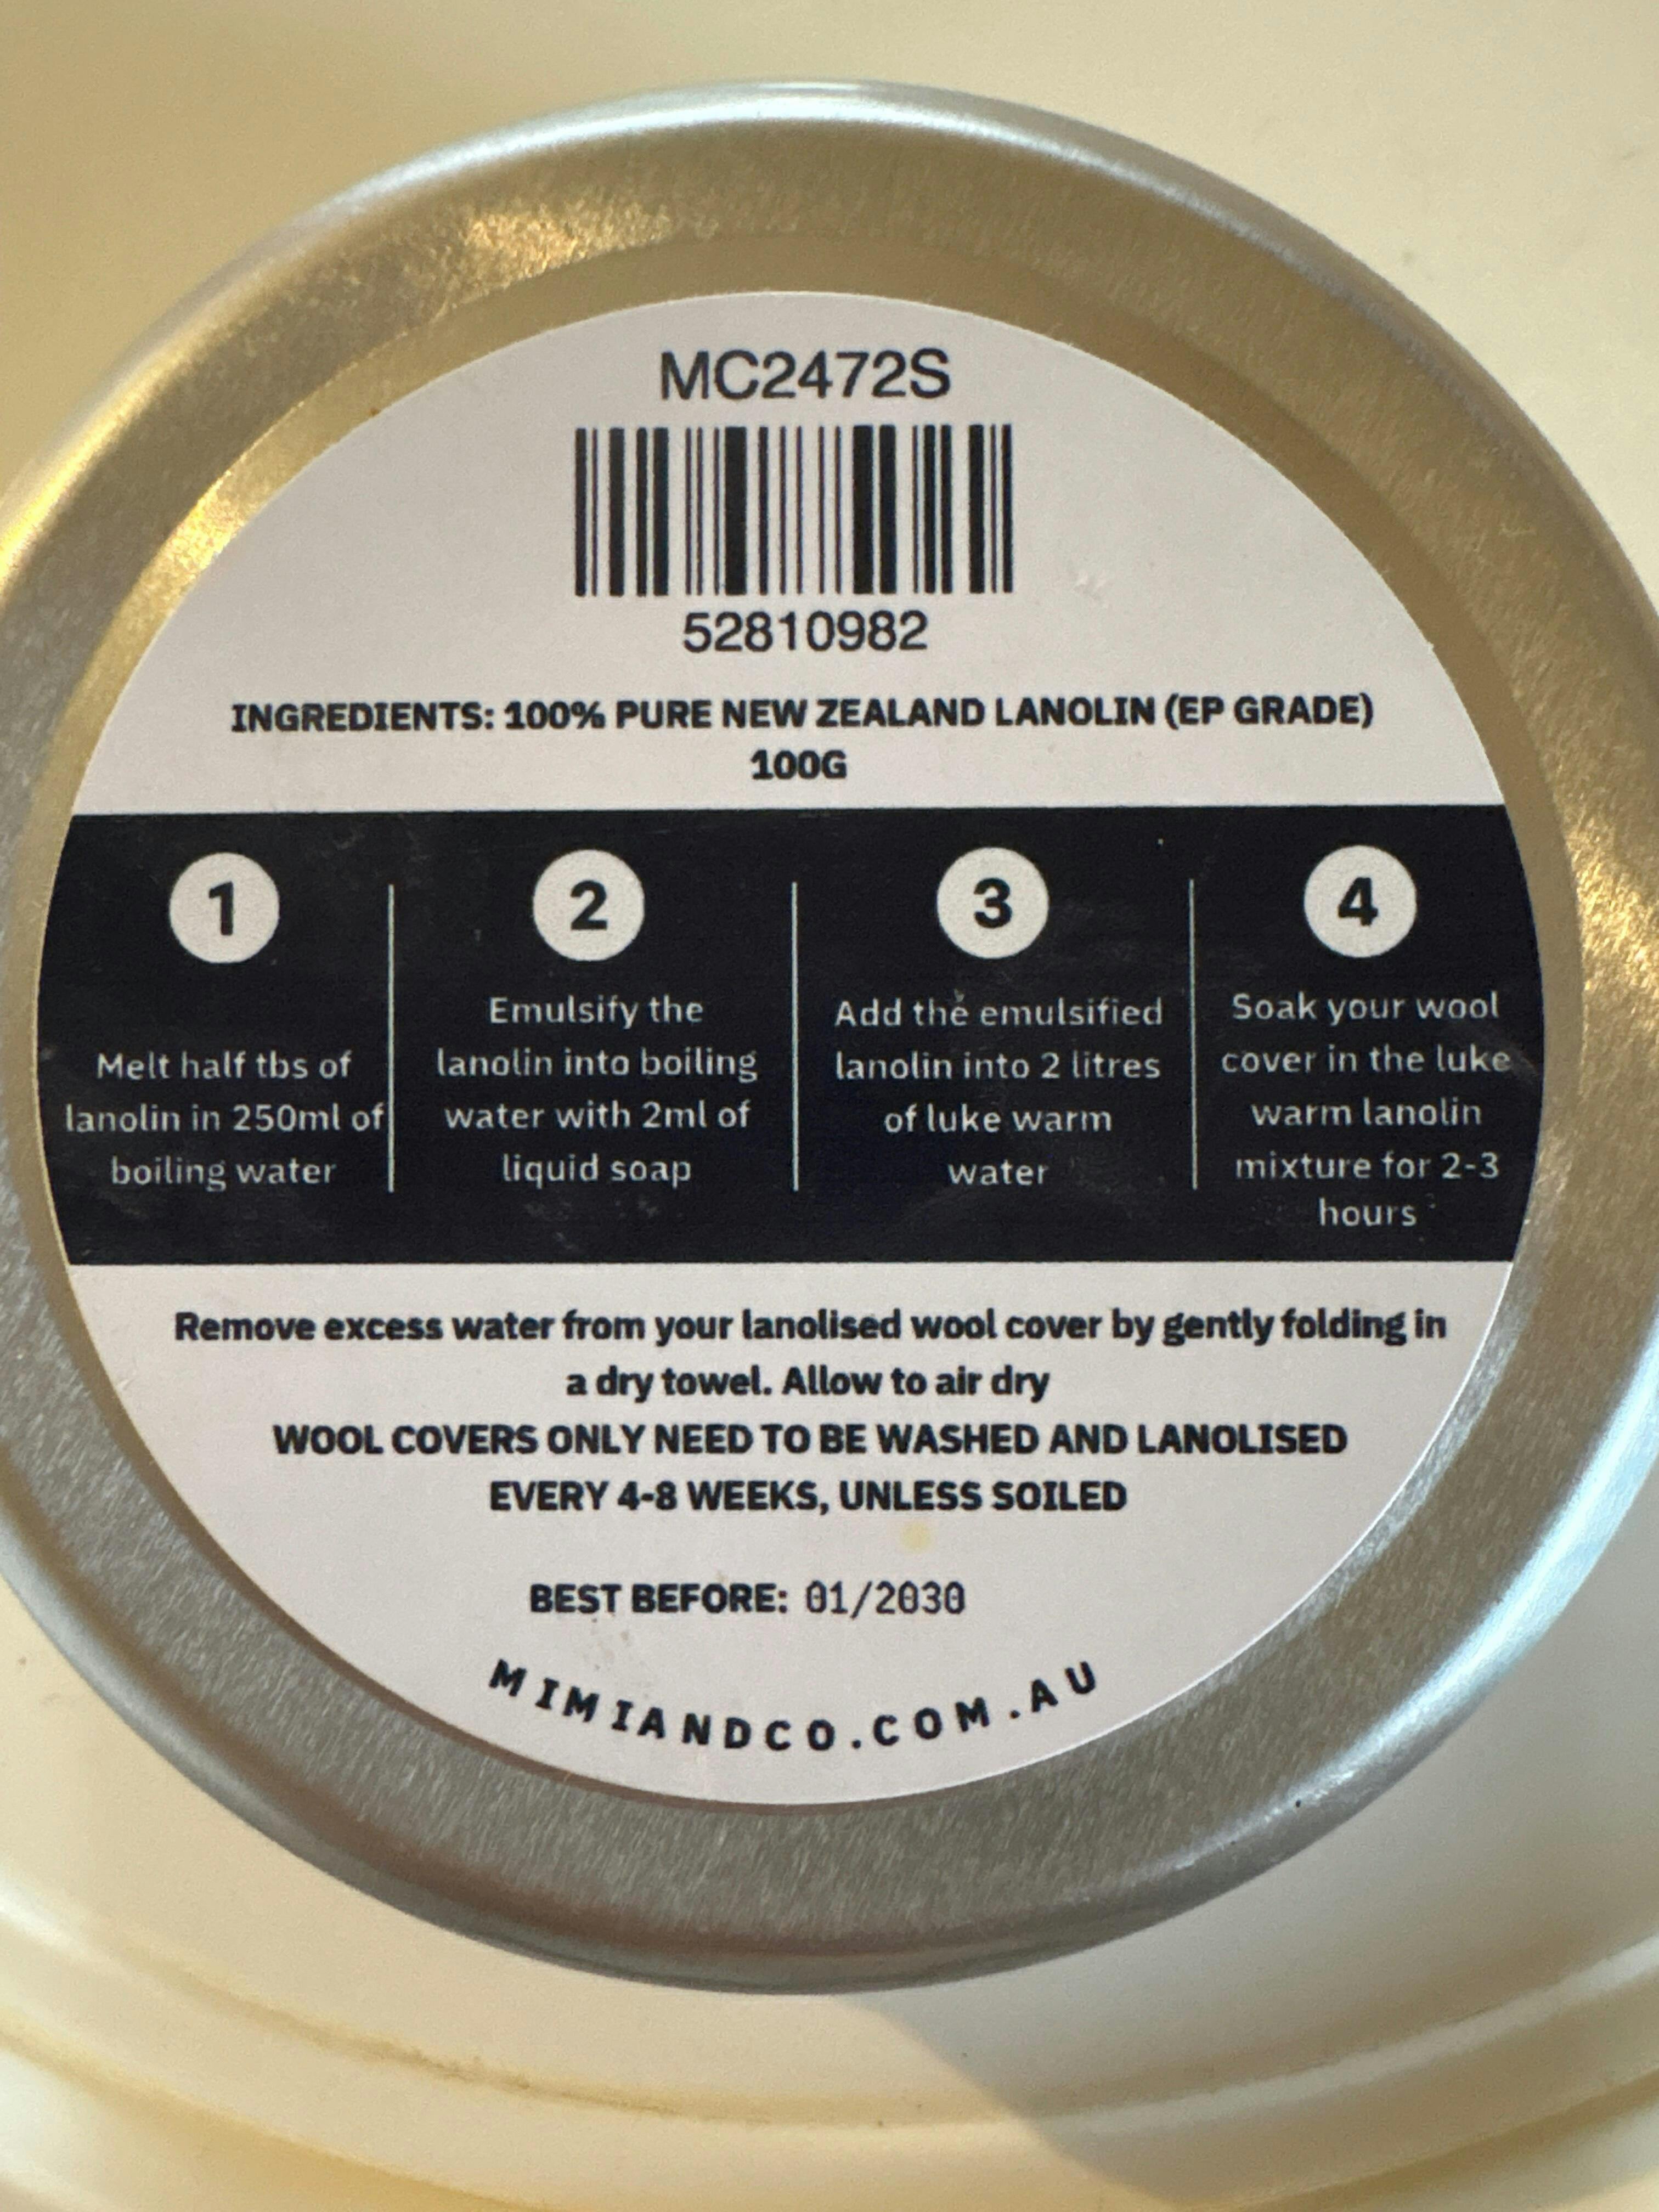 MC2472S
52810982
INGREDIENTS: 100% PURE NEW ZEALAND LANOLIN (EP GRADE)
100G
1
Melt half tbs of
lanolin in 250ml of
boiling water
2
Emulsify the
lanolin into boiling
water with 2ml of
liquid soap
3
Add the emulsified
lanolin into 2 litres
of luke warm
water
4
Soak your wool
cover in the luke
warm lanolin
mixture for 2-3
hours
Remove excess water from your lanolised wool cover by gently folding in
a dry towel. Allow to air dry
WOOL COVERS ONLY NEED TO BE WASHED AND LANOLISED
EVERY 4-8 WEEKS, UNLESS SOILED
BEST BEFORE: 01/2030
MIMIANDCO.COM.AU